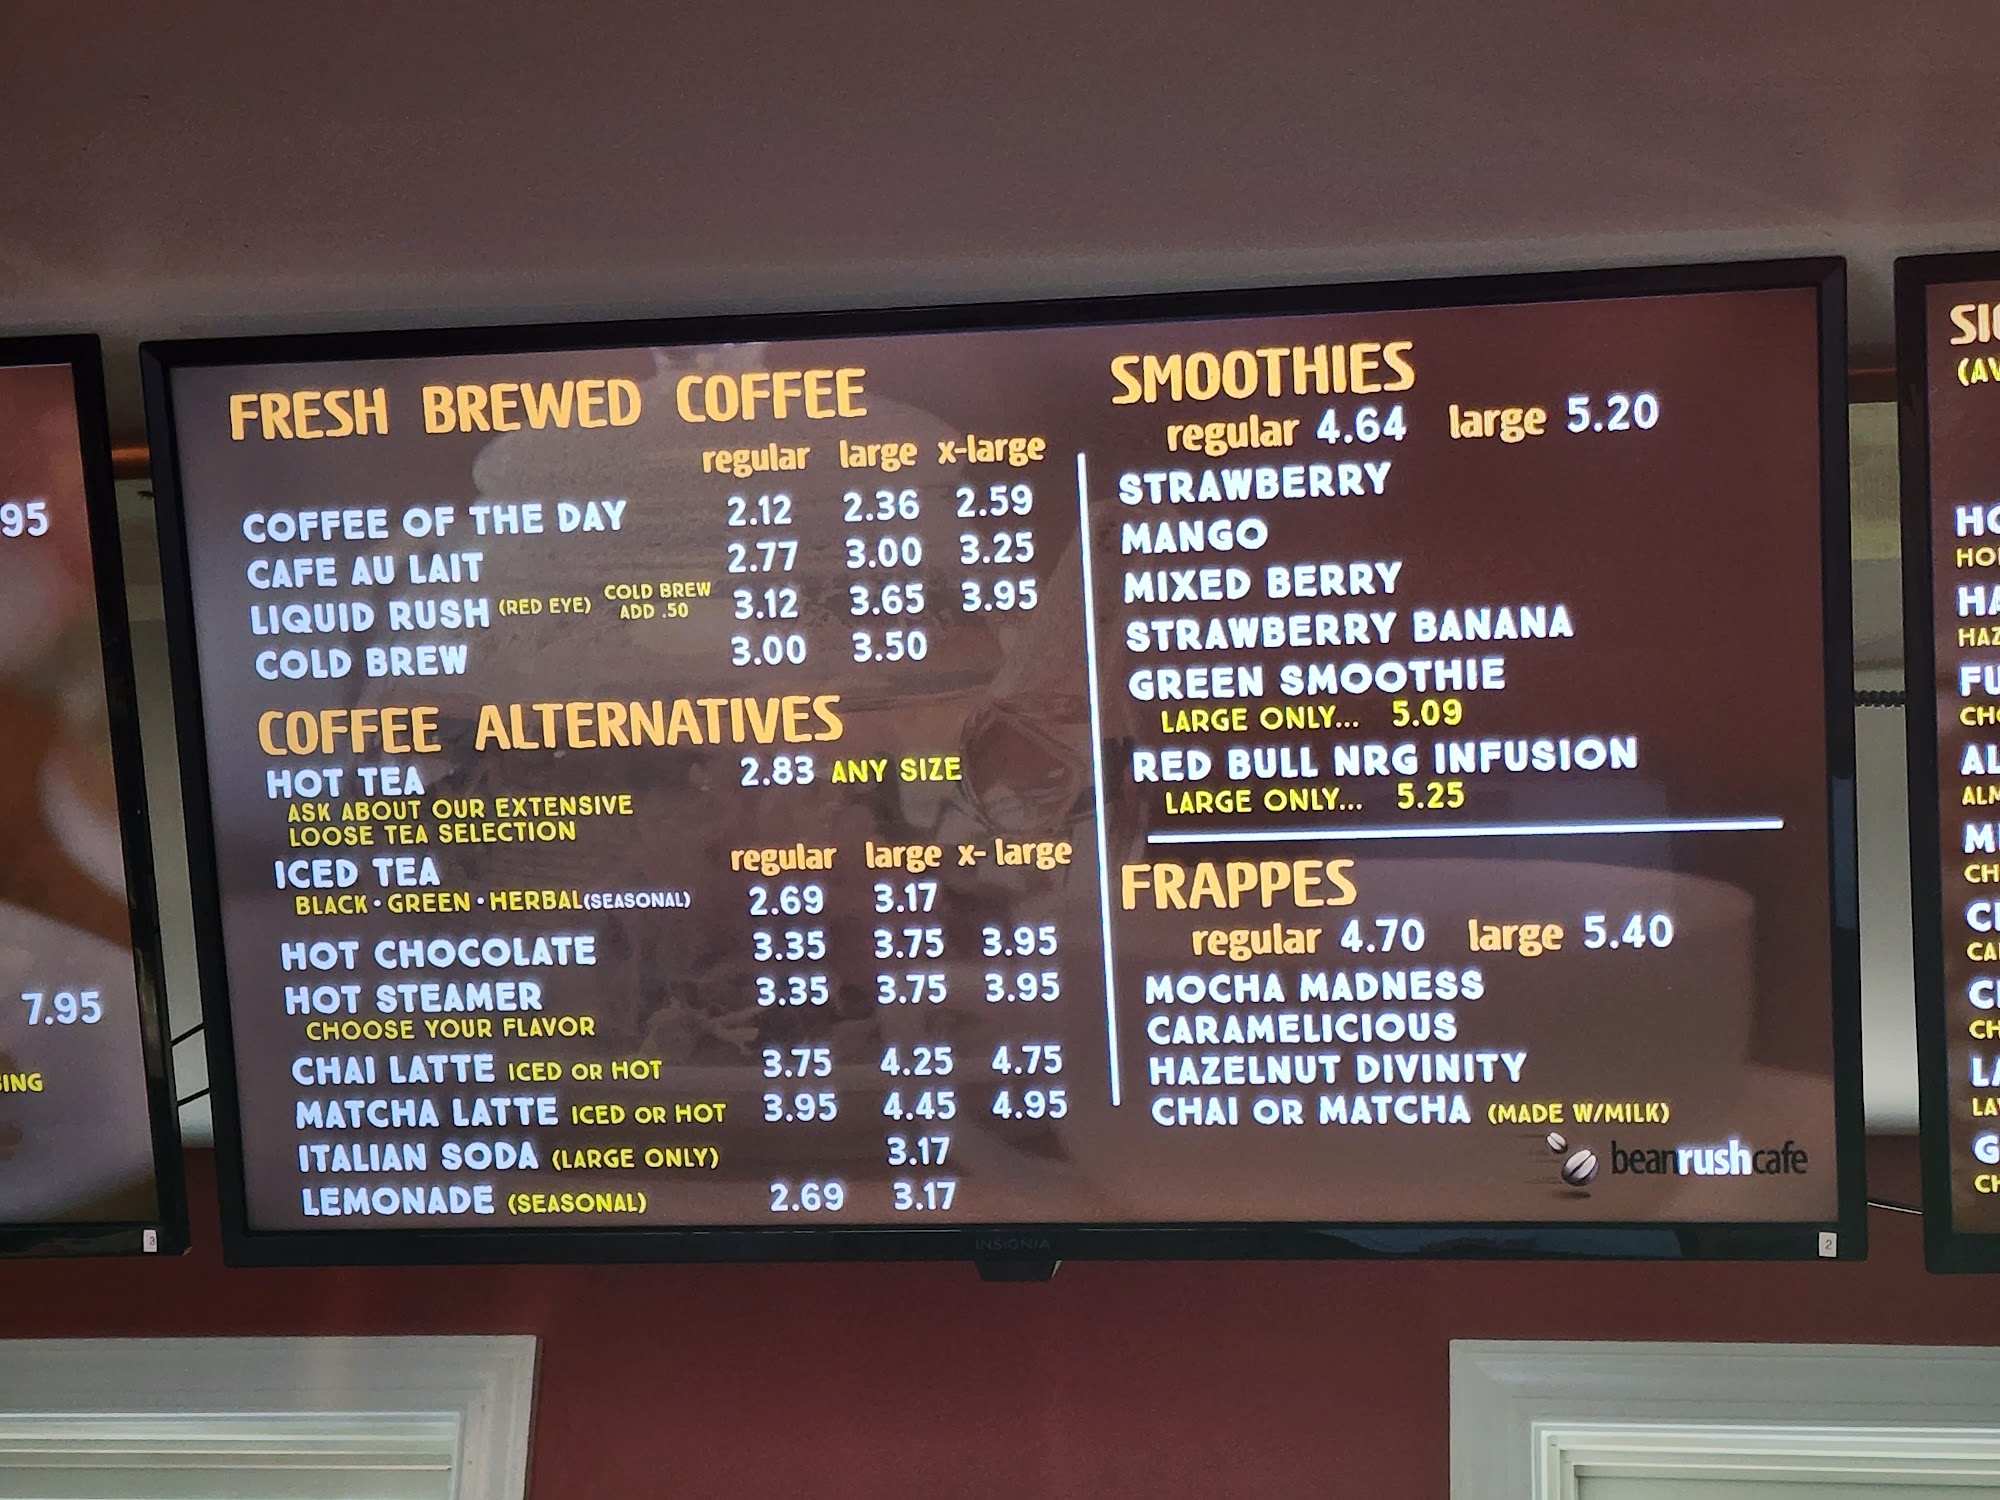 FRESH BREWED COFFEE
regular large x-large
COFFEE OF THE DAY 2.12 2.36 2.59
CAFE AU LAIT 2.77 3.00 3.25
LIQUID RUSH (RED EYE) COLD BREW ADD .50 3.12 3.65 3.95
COLD BREW 3.00 3.50
COFFEE ALTERNATIVES
HOT TEA 2.83 ANY SIZE
ASK ABOUT OUR EXTENSIVE
LOOSE TEA SELECTION
ICED TEA regular large x- large
BLACK · GREEN · HERBAL(SEASONAL) 2.69 3.17
HOT CHOCOLATE 3.35 3.75 3.95
HOT STEAMER 3.35 3.75 3.95
CHOOSE YOUR FLAVOR
CHAI LATTE ICED OR HOT 3.75 4.25 4.75
MATCHA LATTE ICED OR HOT 3.95 4.45 4.95
ITALIAN SODA (LARGE ONLY) 3.17
LEMONADE (SEASONAL) 2.69 3.17
SMOOTHIES
regular 4.64 large 5.20
STRAWBERRY
MANGO
MIXED BERRY
STRAWBERRY BANANA
GREEN SMOOTHIE
LARGE ONLY... 5.09
RED BULL NRG INFUSION
LARGE ONLY... 5.25
FRAPPES
regular 4.70 large 5.40
MOCHA MADNESS
CARAMELICIOUS
HAZELNUT DIVINITY
CHAI OR MATCHA (MADE W/MILK)
beanrushcafe
INSIGNIA
2
7.95
3